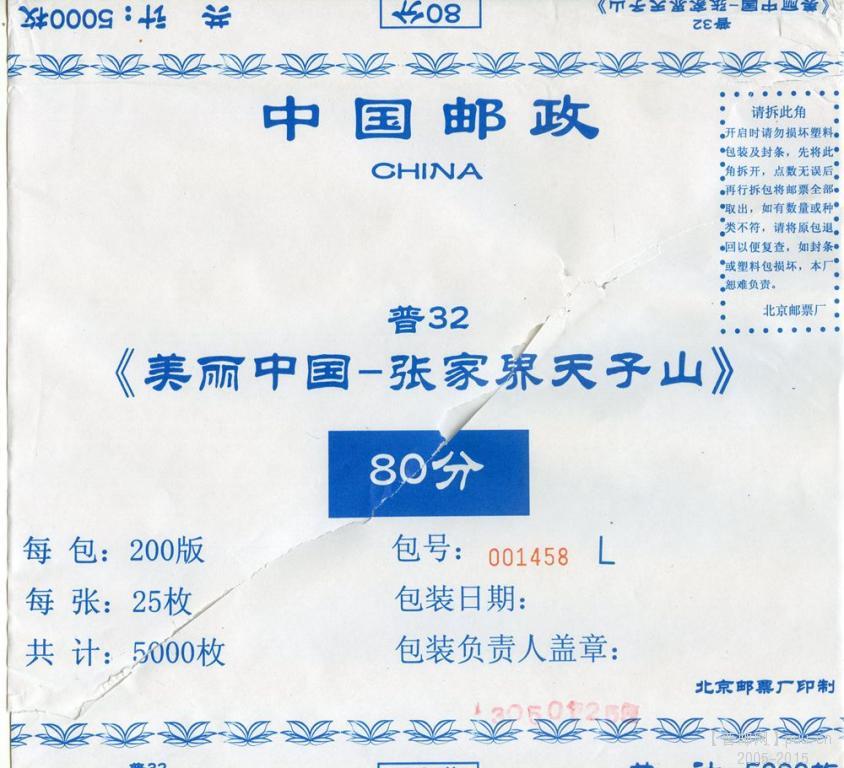 共 计：5000枚
80分
普32
《美丽中国-张家界天子山》
中国邮政
CHINA
请拆此角
开启时请勿损坏塑料
包装及封条，先将此
角拆开，点数无误后
再行拆包将邮票全部
取出，如有数量或种
类不符，请将原包退
回以便复查，如封条
或塑料包损坏，本厂
恕难负责。
北京邮票厂
普32
《美丽中国-张家界天子山》
80分
每 包：200版
包号：001458 L
每 张：25枚
包装日期：
共 计：5000枚
包装负责人盖章：
北京邮票厂印制
普32
2005-2015